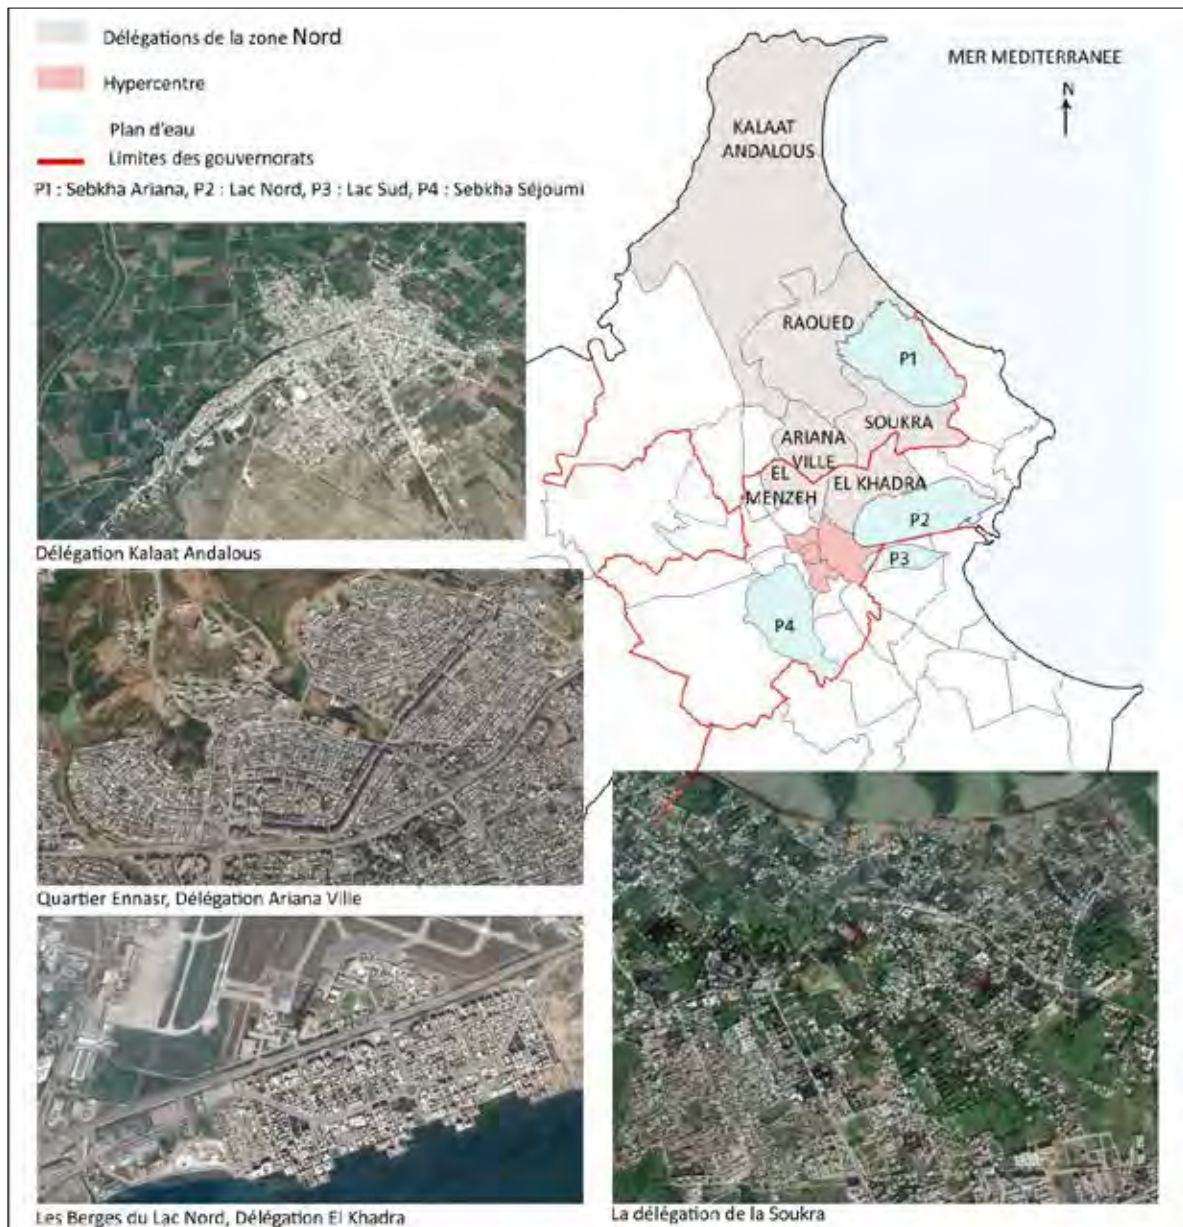 Délégations de la zone Nord
Hypercentre
Plan d'eau
Limites des gouvernorats
P1 : Sebkha Ariana, P2 : Lac Nord, P3 : Lac Sud, P4 : Sebkha Séjoumi
MER MEDITERRANEE
N
KALAAT
ANDALOUS
RAOUED
P1
SOUKRA
ARIANA
VILLE
EL
MENZEH
EL KHADRA
P2
P3
P4
Délégation Kalaat Andalous
Quartier Ennasr, Délégation Ariana Ville
Les Berges du Lac Nord, Délégation El Khadra
La délégation de la Soukra